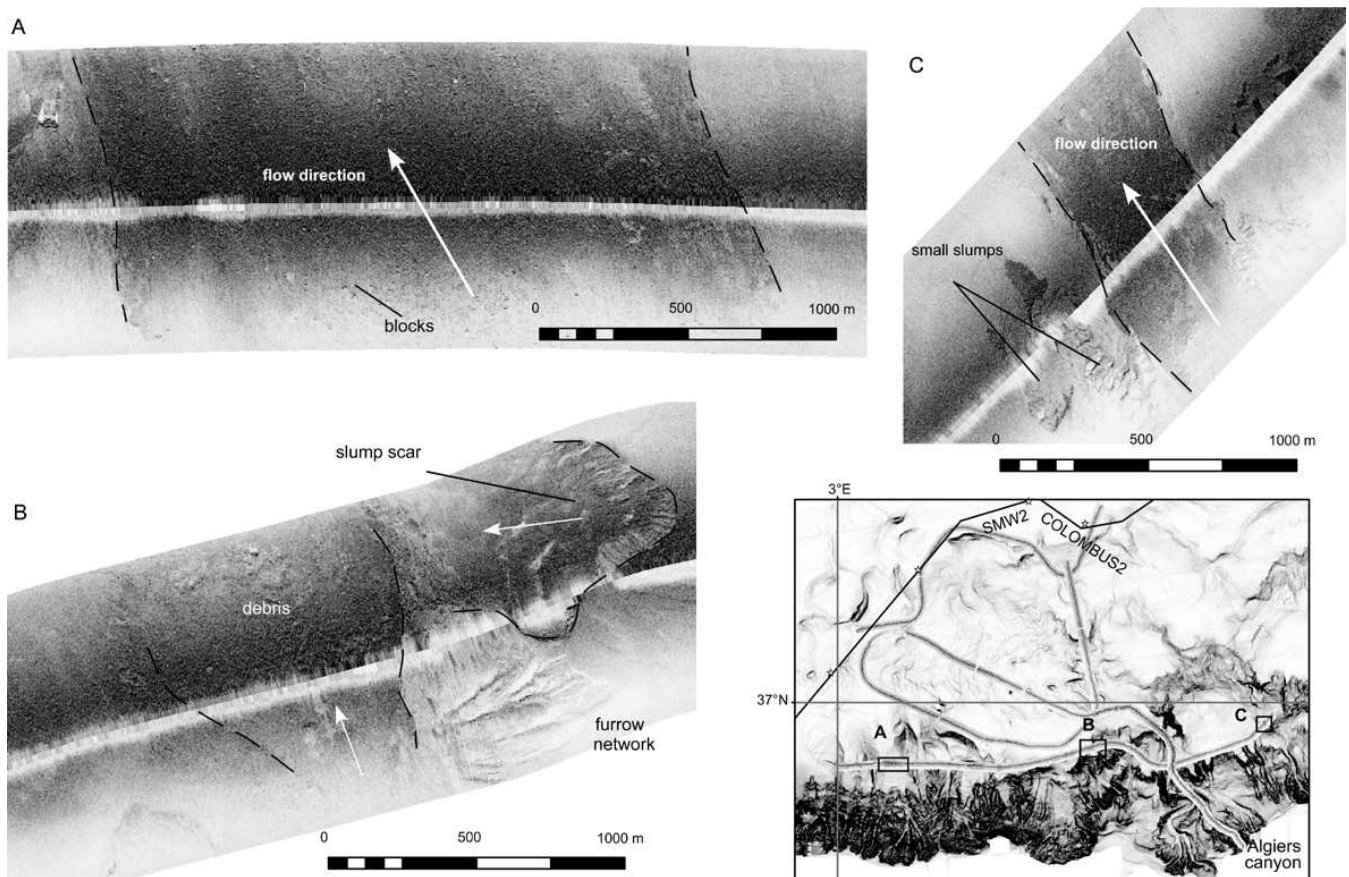 A
flow direction
blocks
0 500 1000 m
C
flow direction
small slumps
0 500 1000 m
B
slump scar
debris
furrow
network
0 500 1000 m
3°E
SMW2
COLOMBUS2
37°N
A
B
C
Algiers
canyon